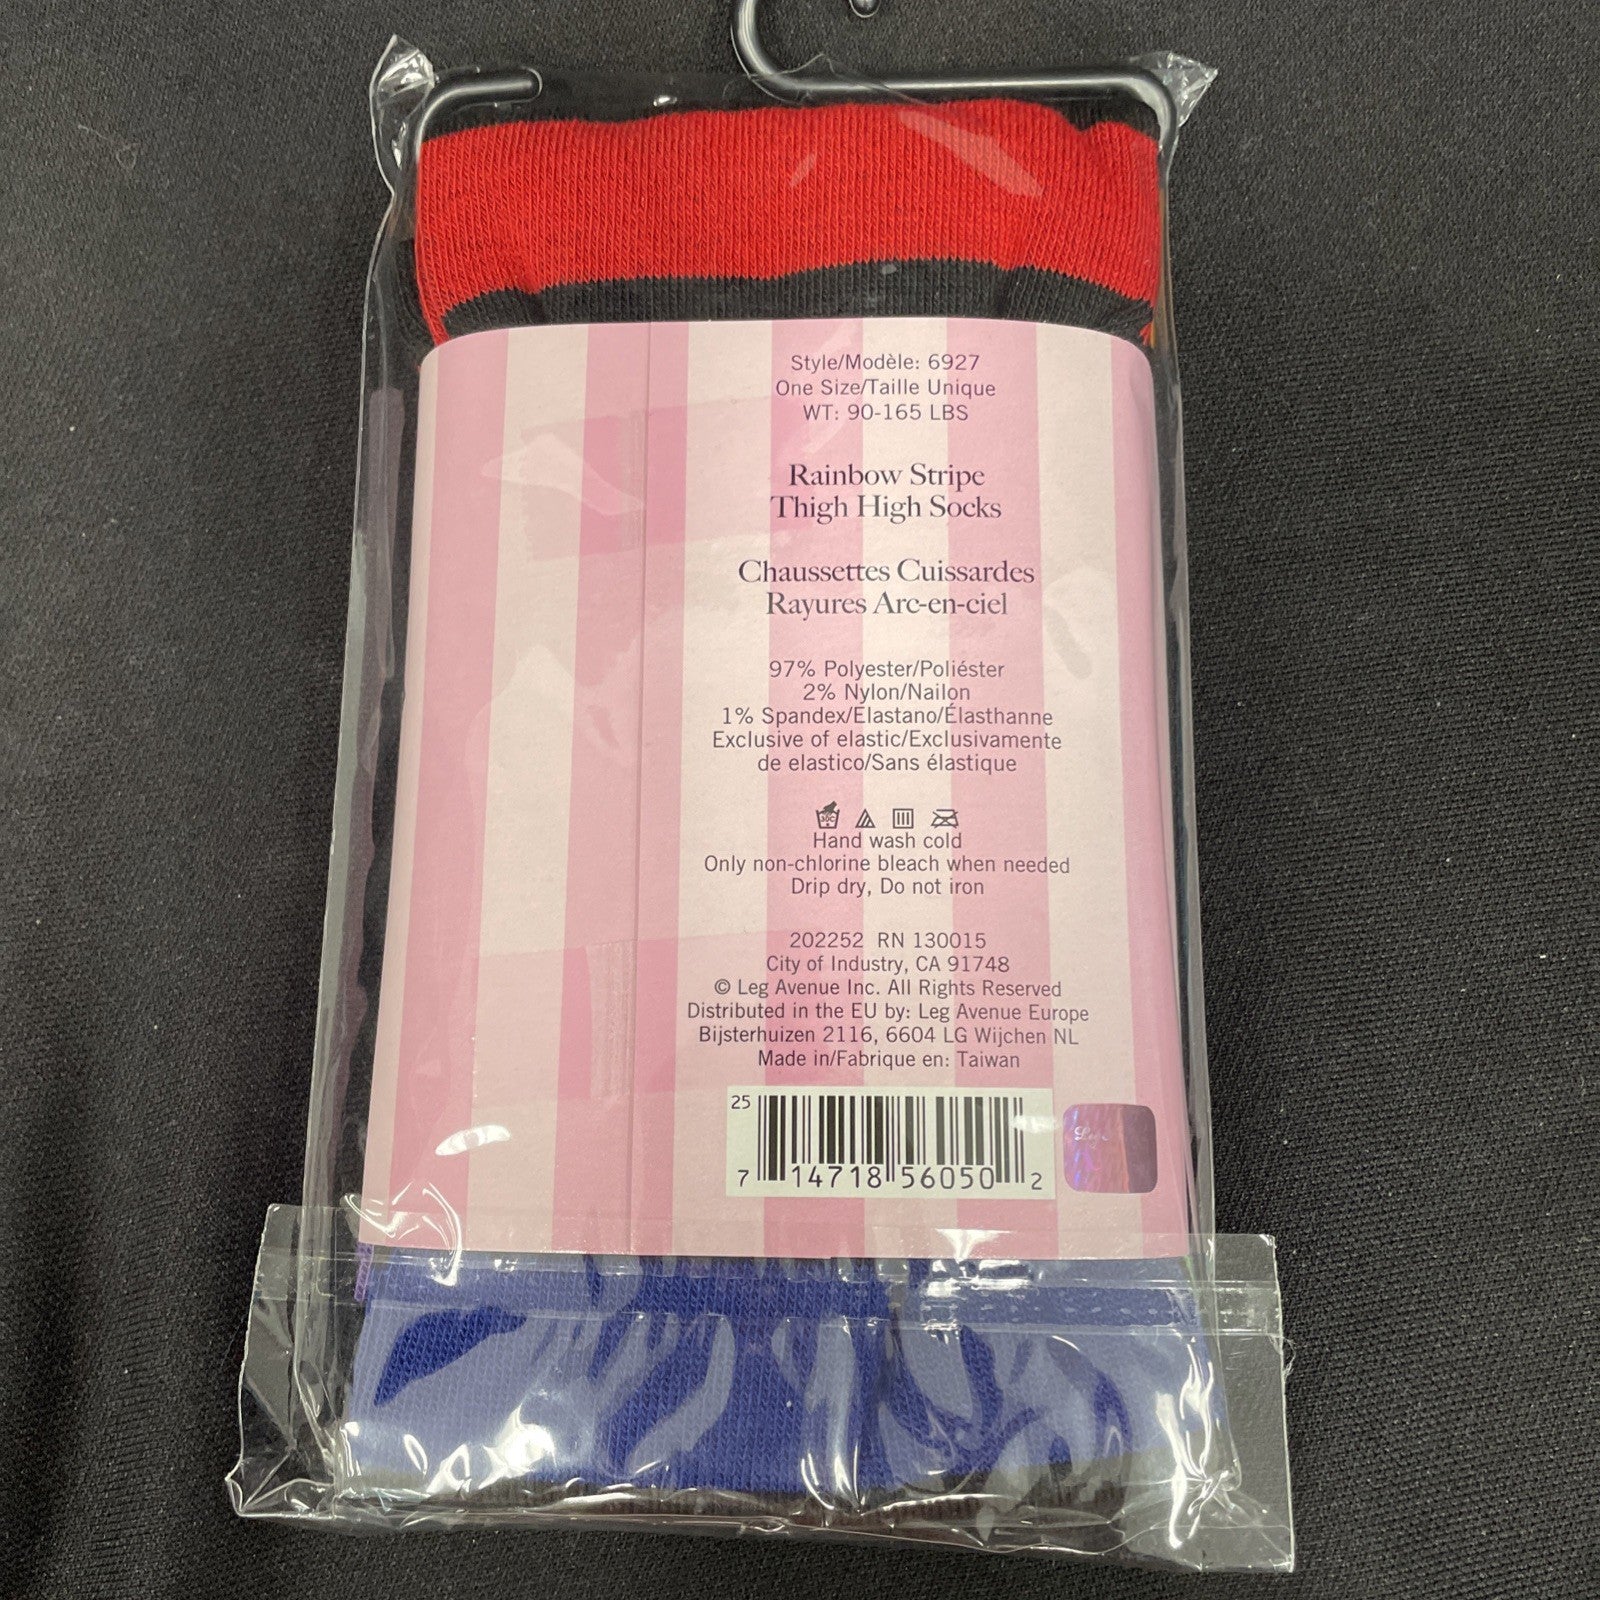 Style/Modèle: 6927
One Size/Taille Unique
WT: 90-165 LBS
Rainbow Stripe
Thigh High Socks
Chaussettes Cuissardes
Rayures Arc-en-ciel
97% Polyester/Poliéster
2% Nylon/Nailon
1% Spandex/Elastano/Élasthanne
Exclusive of elastic/Exclusivamente
de elastico/Sans élastique
30C
Hand wash cold
Only non-chlorine bleach when needed
Drip dry, Do not iron
202252 RN 130015
City of Industry, CA 91748
© Leg Avenue Inc. All Rights Reserved
Distributed in the EU by: Leg Avenue Europe
Bijsterhuizen 2116, 6604 LG Wijchen NL
Made in/Fabrique en: Taiwan
25
7 14718 56050 2